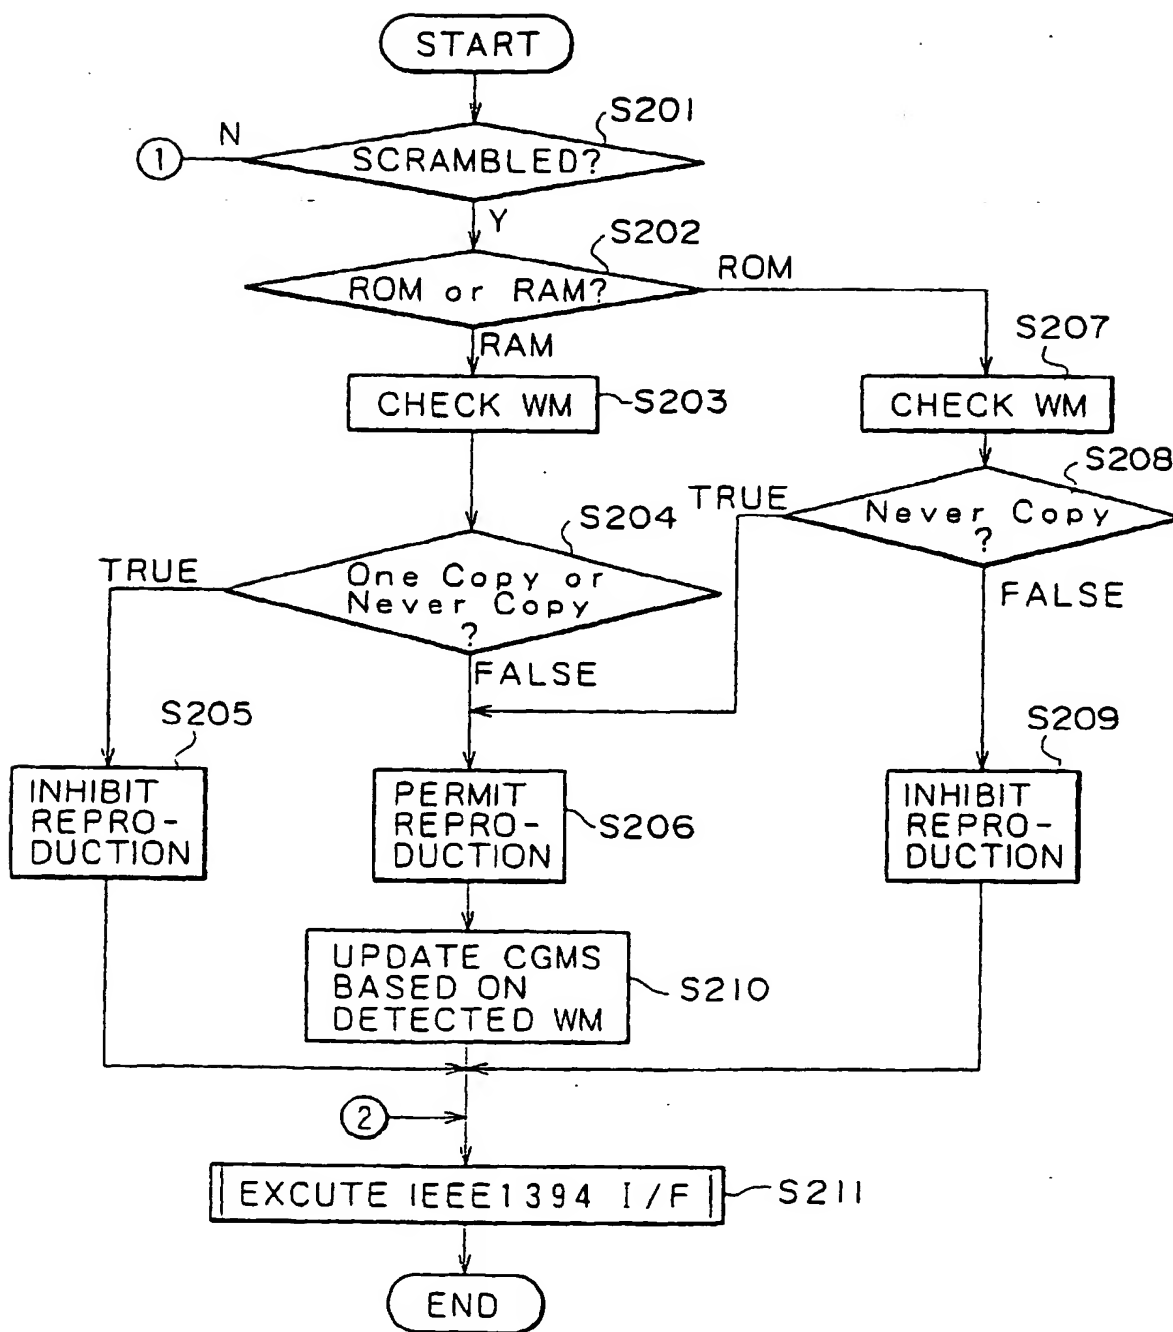 START
S201
N
1
SCRAMBLED?
Y
S202
ROM
ROM or RAM?
RAM
S207
CHECK WM
S203
CHECK WM
S208
TRUE
Never Copy
?
S204
TRUE
One Copy or
Never Copy
?
FALSE
FALSE
S205
S209
INHIBIT
REPRO-
DUCTION
PERMIT
REPRO-
DUCTION
S206
INHIBIT
REPRO-
DUCTION
UPDATE CGMS
BASED ON
DETECTED WM
S210
2
EXCUTE IEEE1394 I/F
S211
END